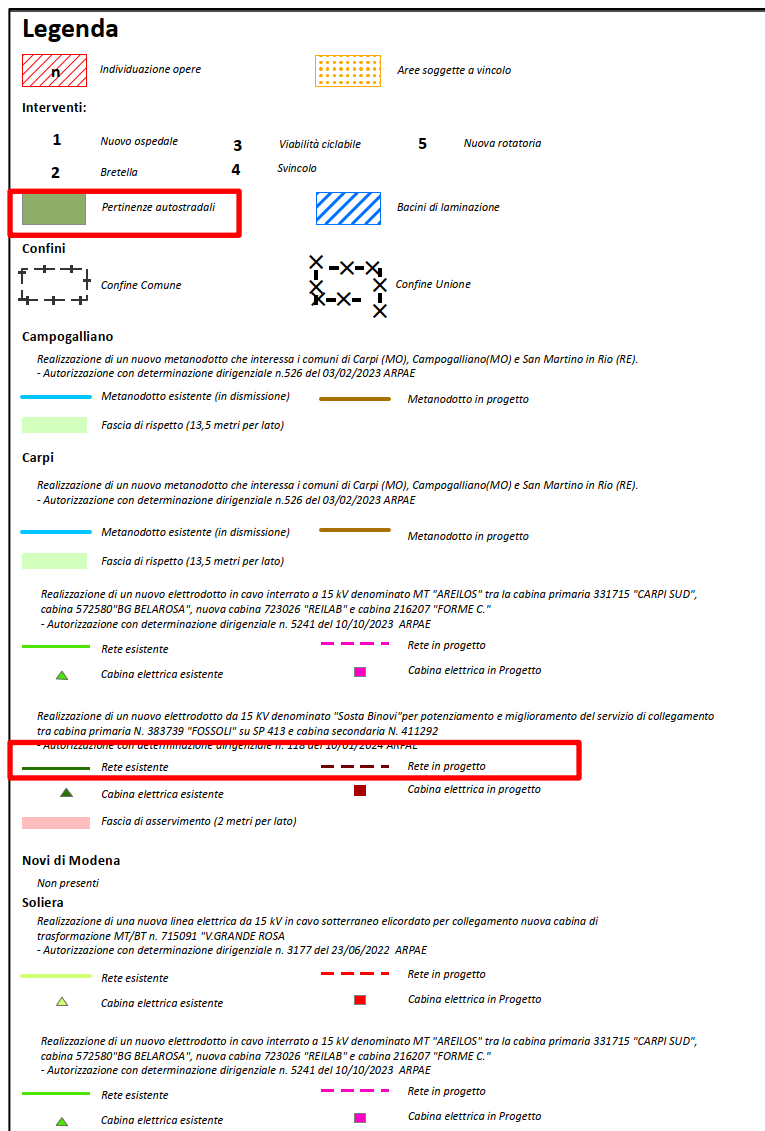 Legenda
n Individuazione opere Aree soggette a vincolo
Interventi:
1 Nuovo ospedale 3 Viabilità ciclabile 5 Nuova rotatoria
2 Bretella 4 Svincolo
Pertinenze autostradali Bacini di laminazione
Confini
Confine Comune Confine Unione
Campogalliano
Realizzazione di un nuovo metanodotto che interessa i comuni di Carpi (MO), Campogalliano(MO) e San Martino in Rio (RE).
- Autorizzazione con determinazione dirigenziale n.526 del 03/02/2023 ARPAE
Metanodotto esistente (in dismissione) Metanodotto in progetto
Fascia di rispetto (13,5 metri per lato)
Carpi
Realizzazione di un nuovo metanodotto che interessa i comuni di Carpi (MO), Campogalliano(MO) e San Martino in Rio (RE).
- Autorizzazione con determinazione dirigenziale n.526 del 03/02/2023 ARPAE
Metanodotto esistente (in dismissione) Metanodotto in progetto
Fascia di rispetto (13,5 metri per lato)
Realizzazione di un nuovo elettrodotto in cavo interrato a 15 kV denominato MT "AREILOS" tra la cabina primaria 331715 "CARPI SUD",
cabina 572580"BG BELAROSA", nuova cabina 723026 "REILAB" e cabina 216207 "FORME C."
- Autorizzazione con determinazione dirigenziale n. 5241 del 10/10/2023 ARPAE
Rete esistente Rete in progetto
Cabina elettrica esistente Cabina elettrica in Progetto
Realizzazione di un nuovo elettrodotto da 15 KV denominato "Sosta Binovi"per potenziamento e miglioramento del servizio di collegamento
tra cabina primaria N. 383739 "FOSSOLI" su SP 413 e cabina secondaria N. 411292
- Autorizzazione con determinazione dirigenziale n. 118 del 10/01/2024 ARPAE
Rete esistente Rete in progetto
Cabina elettrica esistente Cabina elettrica in progetto
Fascia di asservimento (2 metri per lato)
Novi di Modena
Non presenti
Soliera
Realizzazione di una nuova linea elettrica da 15 kV in cavo sotterraneo elicordato per collegamento nuova cabina di
trasformazione MT/BT n. 715091 "V.GRANDE ROSA
- Autorizzazione con determinazione dirigenziale n. 3177 del 23/06/2022 ARPAE
Rete esistente Rete in progetto
Cabina elettrica esistente Cabina elettrica in Progetto
Realizzazione di un nuovo elettrodotto in cavo interrato a 15 kV denominato MT "AREILOS" tra la cabina primaria 331715 "CARPI SUD",
cabina 572580"BG BELAROSA", nuova cabina 723026 "REILAB" e cabina 216207 "FORME C."
- Autorizzazione con determinazione dirigenziale n. 5241 del 10/10/2023 ARPAE
Rete esistente Rete in progetto
Cabina elettrica esistente Cabina elettrica in Progetto